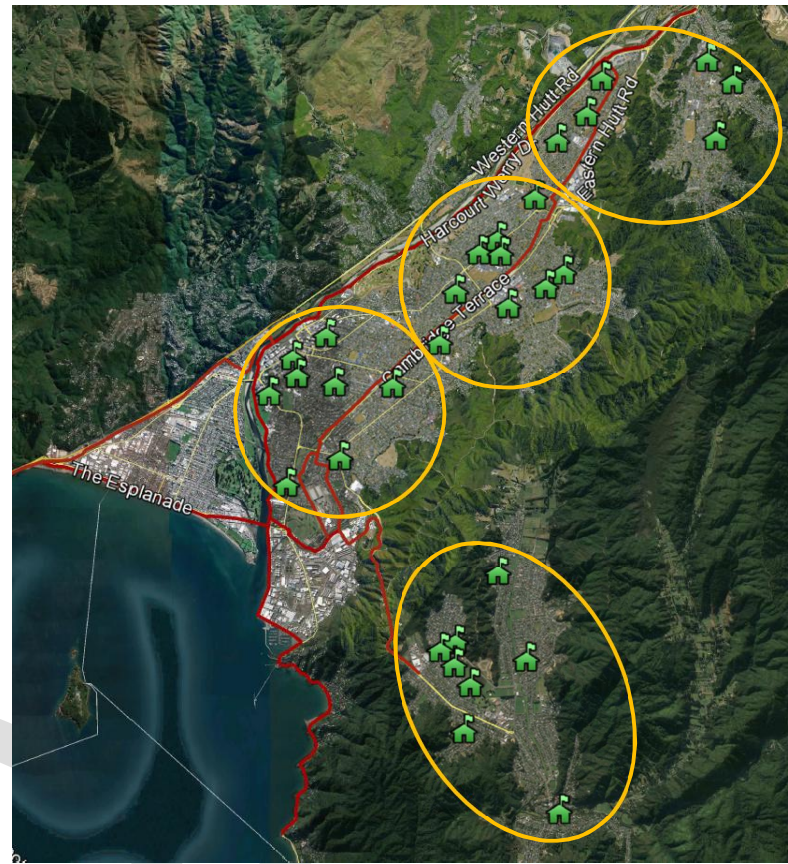 Western Hutt Rd
Harcourt Werry Dr
Eastern Hutt Rd
Cambridge Terrace
The Esplanade